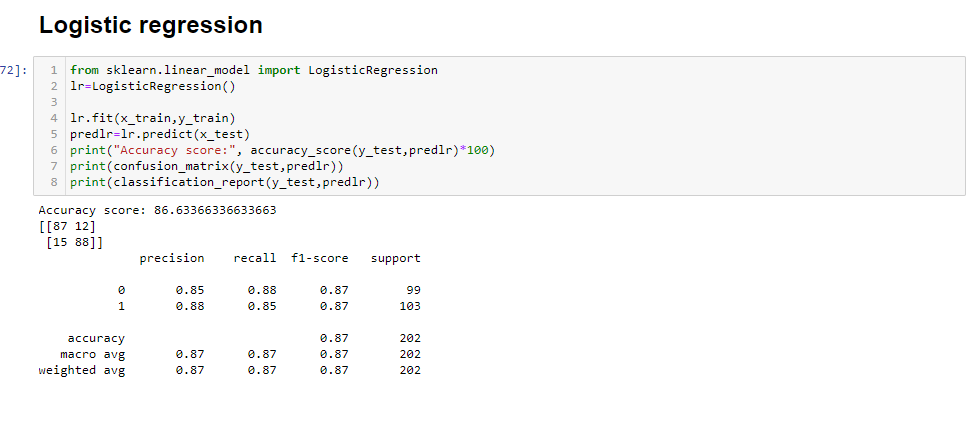 Logistic regression
72]:
1 from sklearn.linear_model import LogisticRegression
2 lr=LogisticRegression()
3
4 lr.fit(x_train,y_train)
5 predlr=lr.predict(x_test)
6 print("Accuracy score:", accuracy_score(y_test,predlr)*100)
7 print(confusion_matrix(y_test,predlr))
8 print(classification_report(y_test,predlr))
Accuracy score: 86.63366336633663
[[87 12]
[15 88]]
precision recall f1-score support
0 0.85 0.88 0.87 99
1 0.88 0.85 0.87 103
accuracy 0.87 202
macro avg 0.87 0.87 0.87 202
weighted avg 0.87 0.87 0.87 202